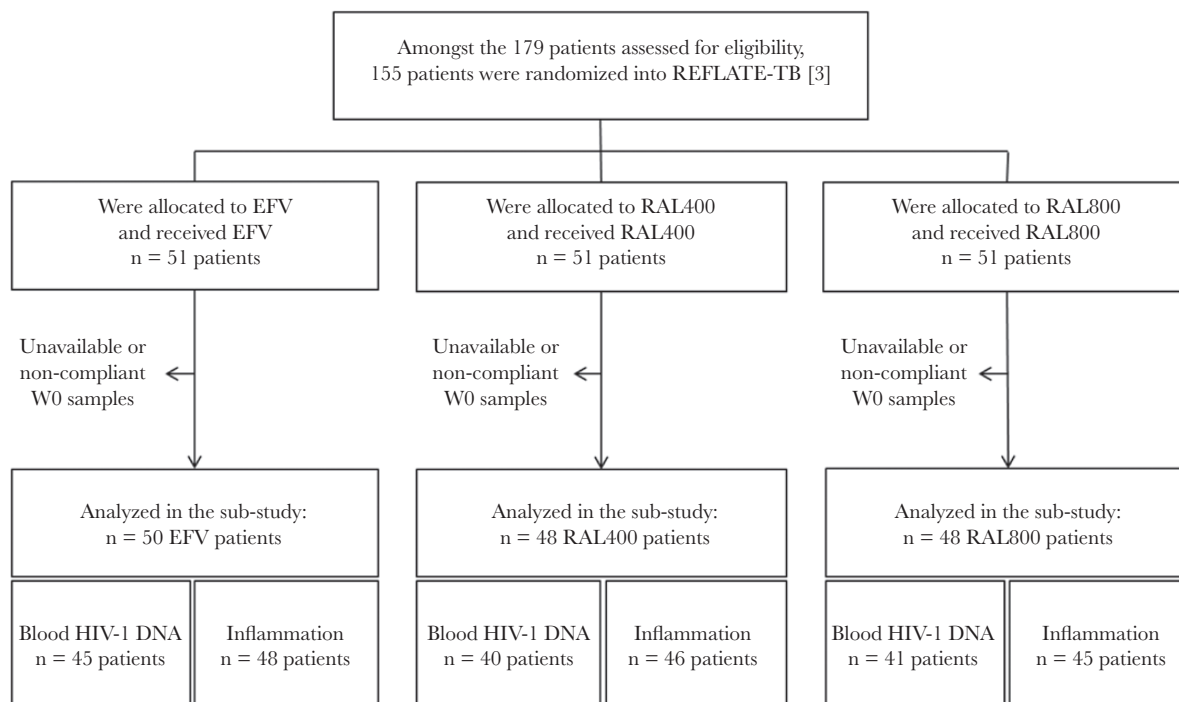 Amongst the 179 patients assessed for eligibility,
155 patients were randomized into REFLATE-TB [3]
Were allocated to EFV
and received EFV
n = 51 patients
Were allocated to RAL400
and received RAL400
n = 51 patients
Were allocated to RAL800
and received RAL800
n = 51 patients
Unavailable or
non-compliant
W0 samples
Unavailable or
non-compliant
W0 samples
Unavailable or
non-compliant
W0 samples
Analyzed in the sub-study:
n = 50 EFV patients
Analyzed in the sub-study:
n = 48 RAL400 patients
Analyzed in the sub-study:
n = 48 RAL800 patients
Blood HIV-1 DNA
n = 45 patients
Inflammation
n = 48 patients
Blood HIV-1 DNA
n = 40 patients
Inflammation
n = 46 patients
Blood HIV-1 DNA
n = 41 patients
Inflammation
n = 45 patients